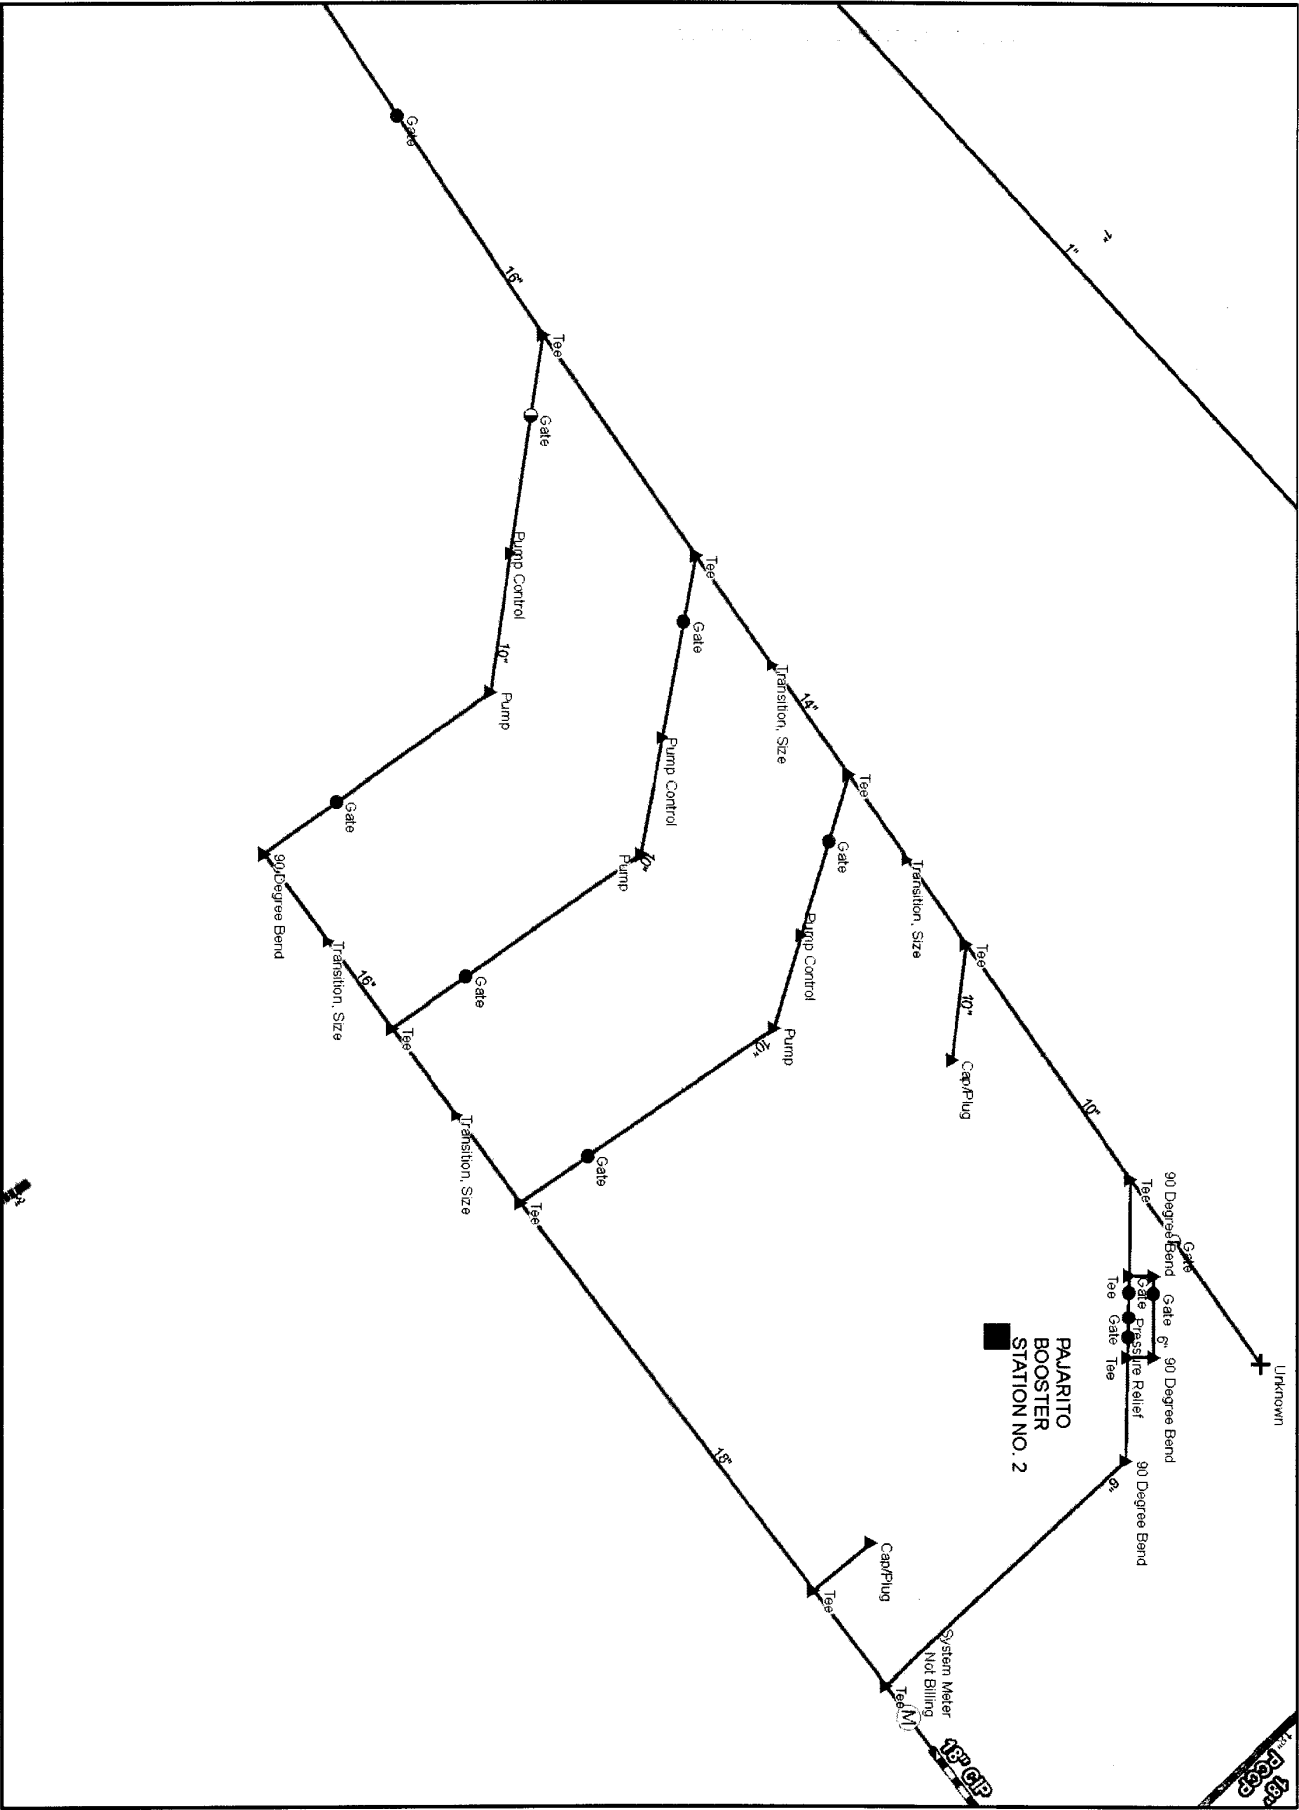 Gate
16"
Tee
Gate
Pump Control
10"
Pump
Gate
90 Degree Bend
Transition, Size
16"
Tee
Transition, Size
Tee
18"
Cap/Plug
Tee
Tee
M
System Meter
Not Billing
18" CIP
Tee
Gate
Pump Control
10"
Pump
Gate
Transition, Size
14"
Tee
Gate
Pump Control
Pump
10"
Gate
Transition, Size
Tee
10"
Cap/Plug
10"
Tee
Gate
Unknown
90 Degree Bend
Gate
6"
90 Degree Bend
Tee
Gate
Gate
Pressure Relief
Tee
90 Degree Bend
PAJARITO
BOOSTER
STATION NO. 2
1"
18"
PCCP
18"